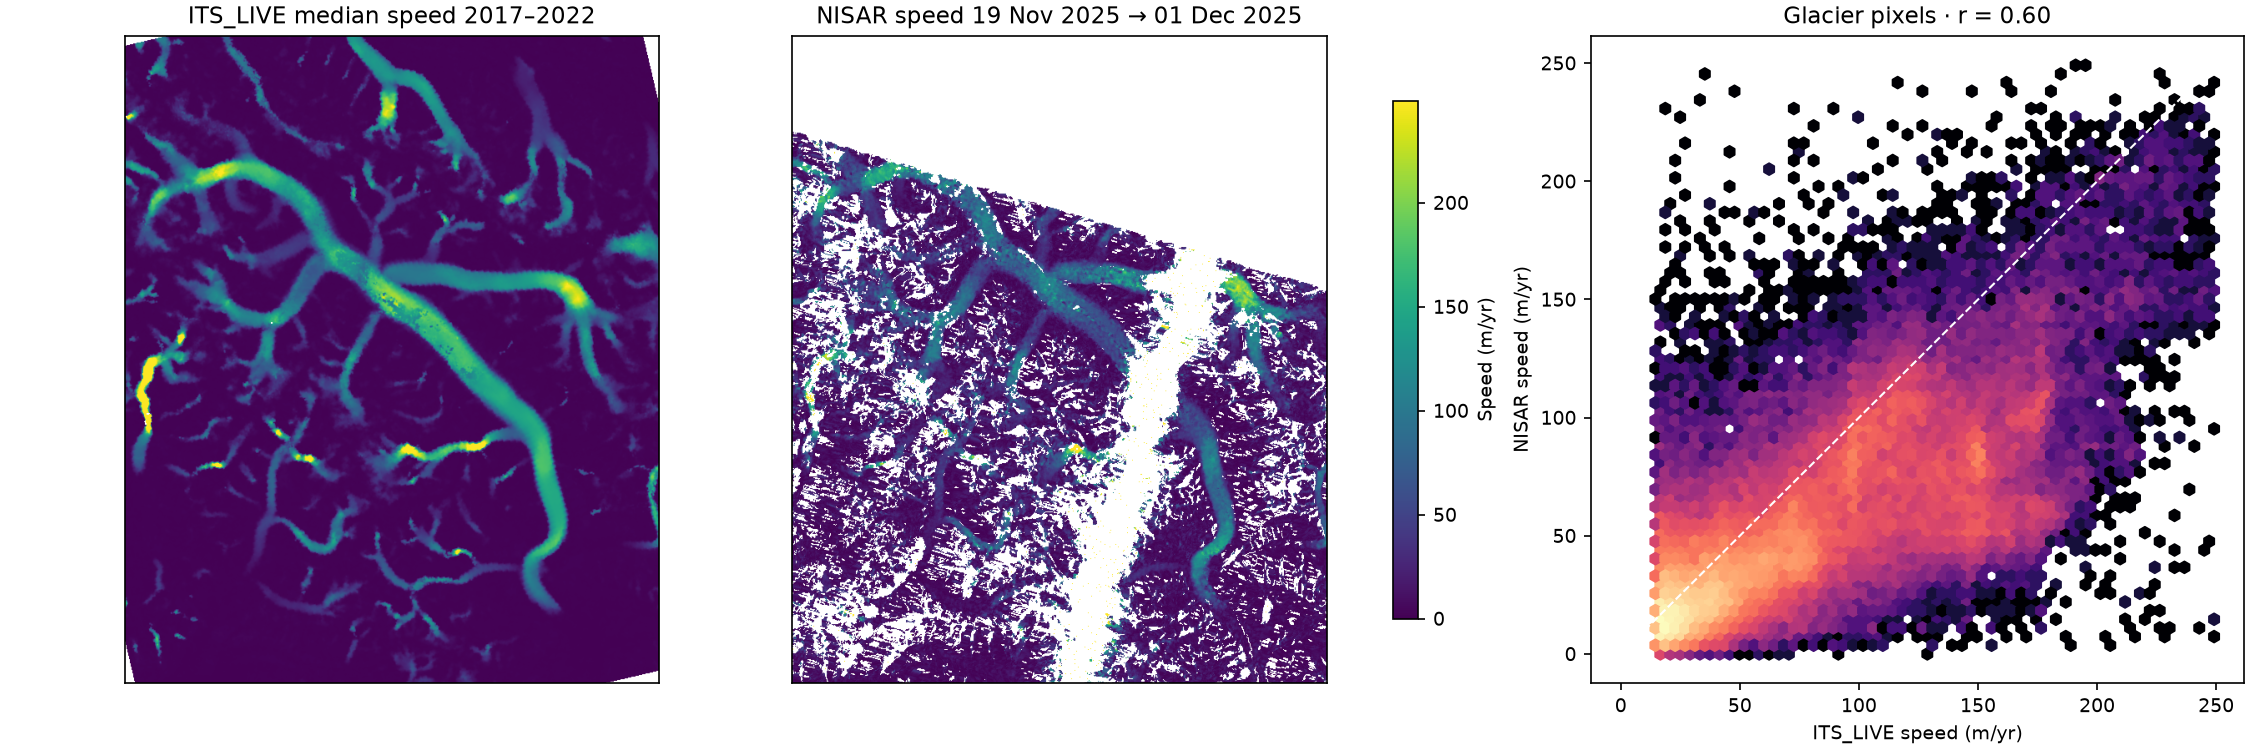 ITS_LIVE median speed 2017–2022
NISAR speed 19 Nov 2025 → 01 Dec 2025
200
150
100
50
0
Speed (m/yr)
Glacier pixels · r = 0.60
250
200
150
100
50
0
NISAR speed (m/yr)
0 50 100 150 200 250
ITS_LIVE speed (m/yr)